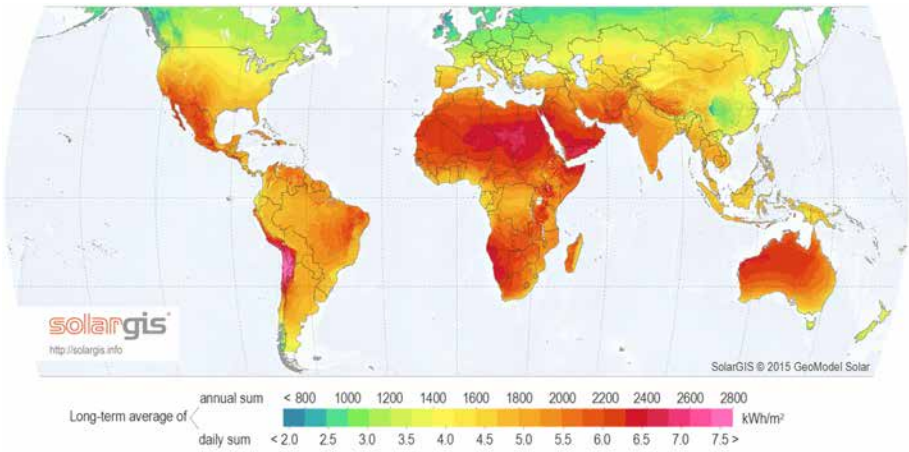 solargis
http://solargis.info
SolarGIS © 2015 GeoModel Solar
annual sum < 800 1000 1200 1400 1600 1800 2000 2200 2400 2600 2800
Long-term average of kWh/m²
daily sum < 2.0 2.5 3.0 3.5 4.0 4.5 5.0 5.5 6.0 6.5 7.0 7.5 >